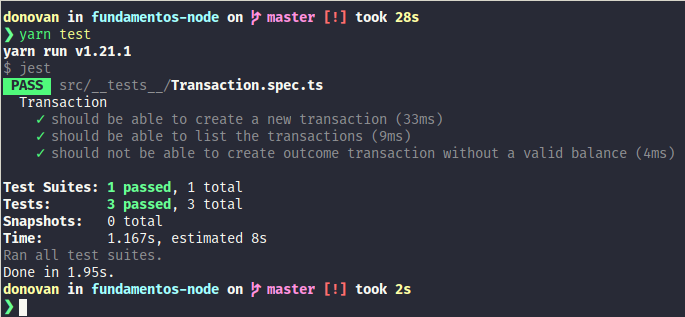 donovan in fundamentos-node on master [!] took 28s
❯ yarn test
yarn run v1.21.1
$ jest
PASS src/__tests__/Transaction.spec.ts
Transaction
✓ should be able to create a new transaction (33ms)
✓ should be able to list the transactions (9ms)
✓ should not be able to create outcome transaction without a valid balance (4ms)
Test Suites: 1 passed, 1 total
Tests: 3 passed, 3 total
Snapshots: 0 total
Time: 1.167s, estimated 8s
Ran all test suites.
Done in 1.95s.
donovan in fundamentos-node on master [!] took 2s
❯